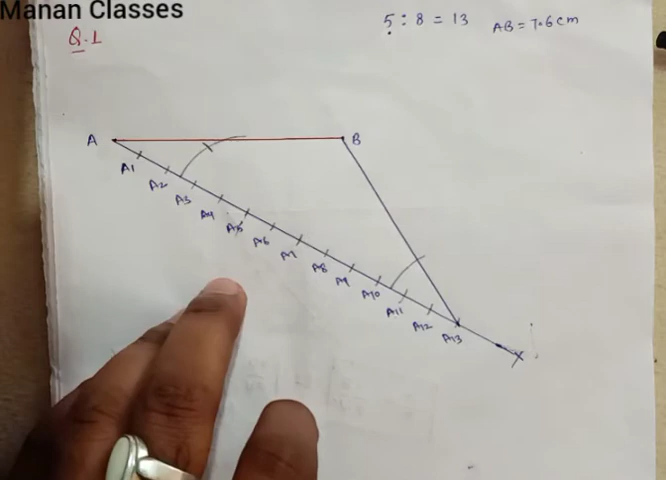 Manan Classes
5 : 8 = 13 AB = 7.6 cm
Q.1
A B
A1
A2
A3
A4
A5
A6
A7
A8
A9
A10
A11
A12
A13
X